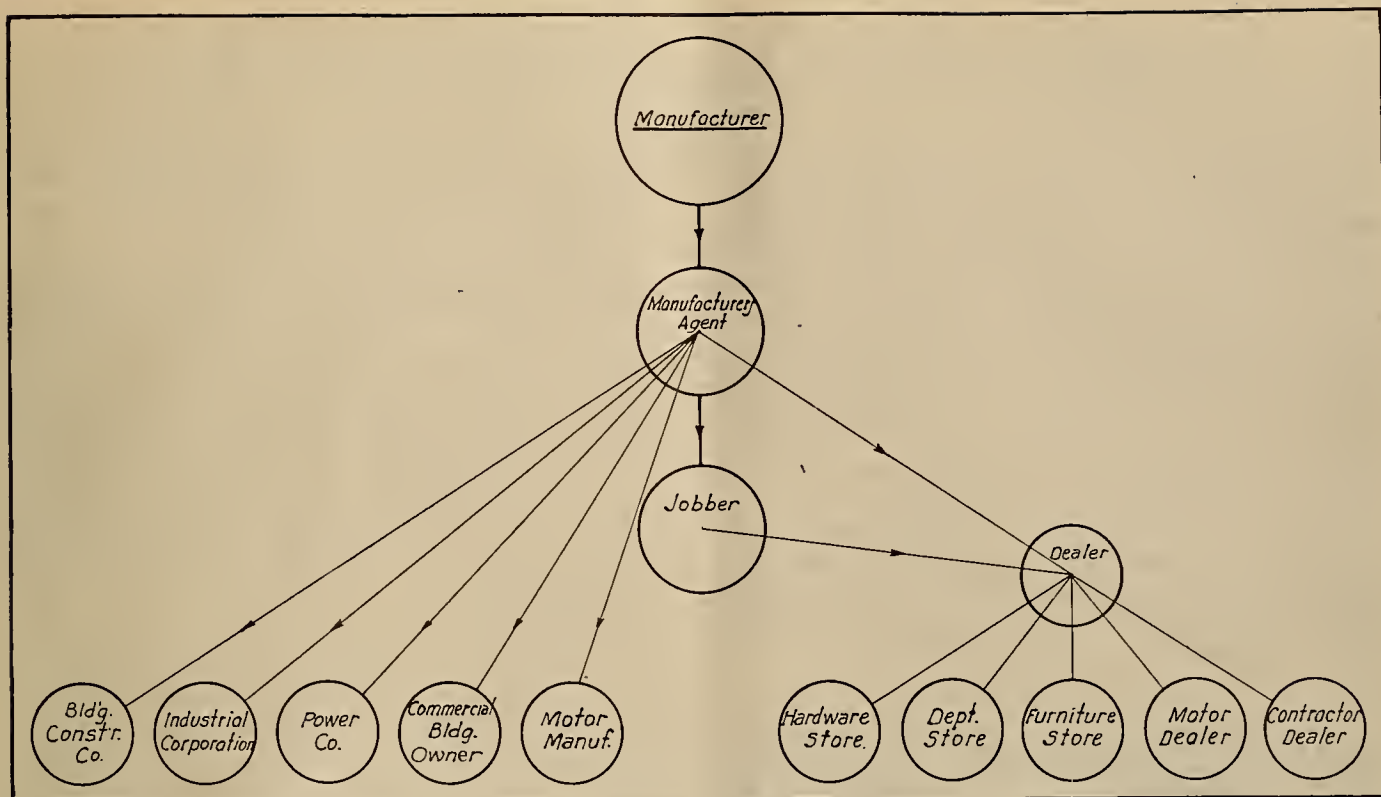 Manufacturer
Manufacturers
Agent
Jobber
Dealer
Bld'g.
Constr.
Co.
Industrial
Corporation
Power
Co.
Commercial
Bldg.
Owner
Motor
Manuf.
Hardware
Store.
Dept.
Store
Furniture
Store
Motor
Dealer
Contractor
Dealer